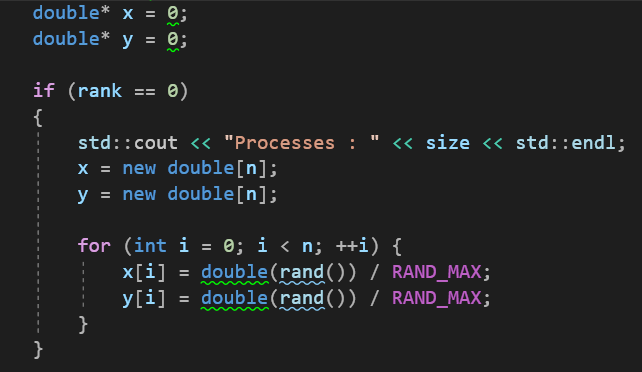 double* x = 0;
double* y = 0;
if (rank == 0)
{
std::cout << "Processes : " << size << std::endl;
x = new double[n];
y = new double[n];
for (int i = 0; i < n; ++i) {
x[i] = double(rand()) / RAND_MAX;
y[i] = double(rand()) / RAND_MAX;
}
}